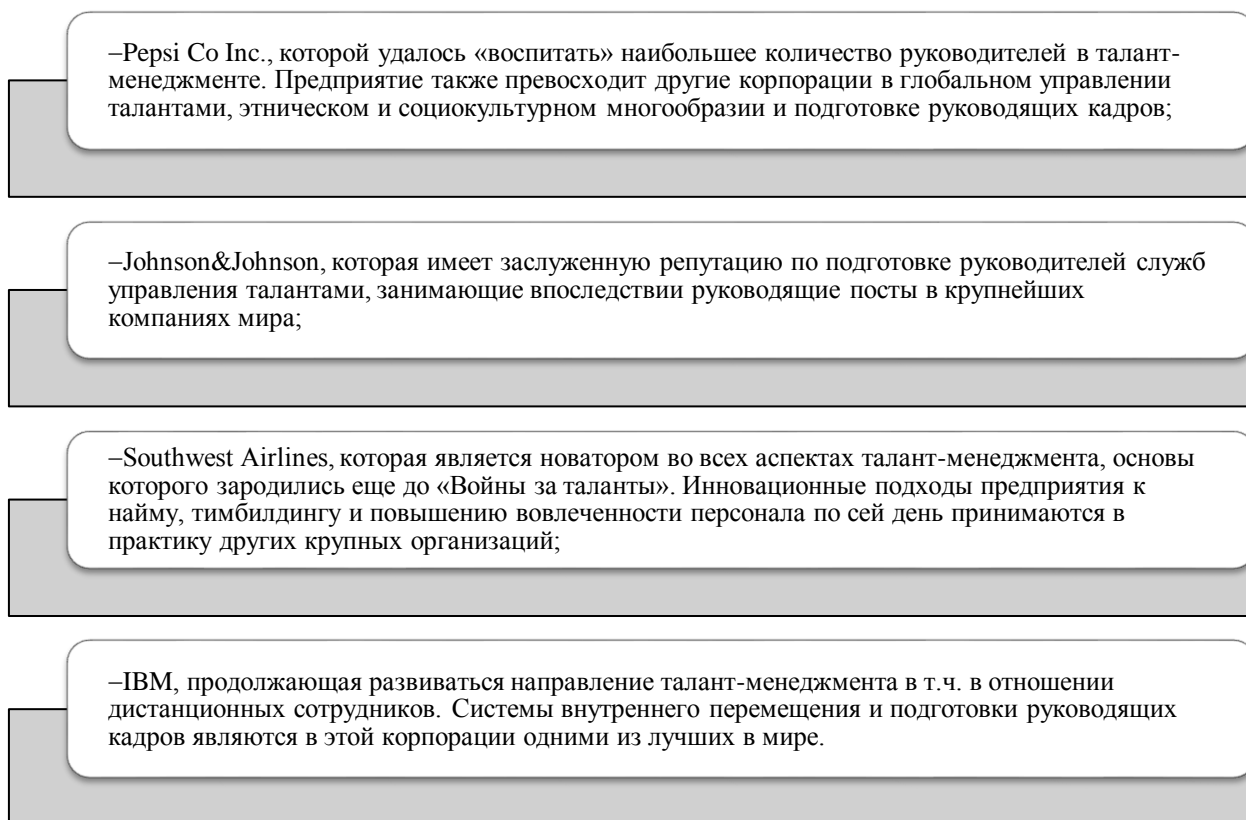 –Pepsi Co Inc., которой удалось «воспитать» наибольшее количество руководителей в талант-
менеджменте. Предприятие также превосходит другие корпорации в глобальном управлении
талантами, этническом и социокультурном многообразии и подготовке руководящих кадров;
–Johnson&Johnson, которая имеет заслуженную репутацию по подготовке руководителей служб
управления талантами, занимающие впоследствии руководящие посты в крупнейших
компаниях мира;
–Southwest Airlines, которая является новатором во всех аспектах талант-менеджмента, основы
которого зародились еще до «Войны за таланты». Инновационные подходы предприятия к
найму, тимбилдингу и повышению вовлеченности персонала по сей день принимаются в
практику других крупных организаций;
–IBM, продолжающая развиваться направление талант-менеджмента в т.ч. в отношении
дистанционных сотрудников. Системы внутреннего перемещения и подготовки руководящих
кадров являются в этой корпорации одними из лучших в мире.